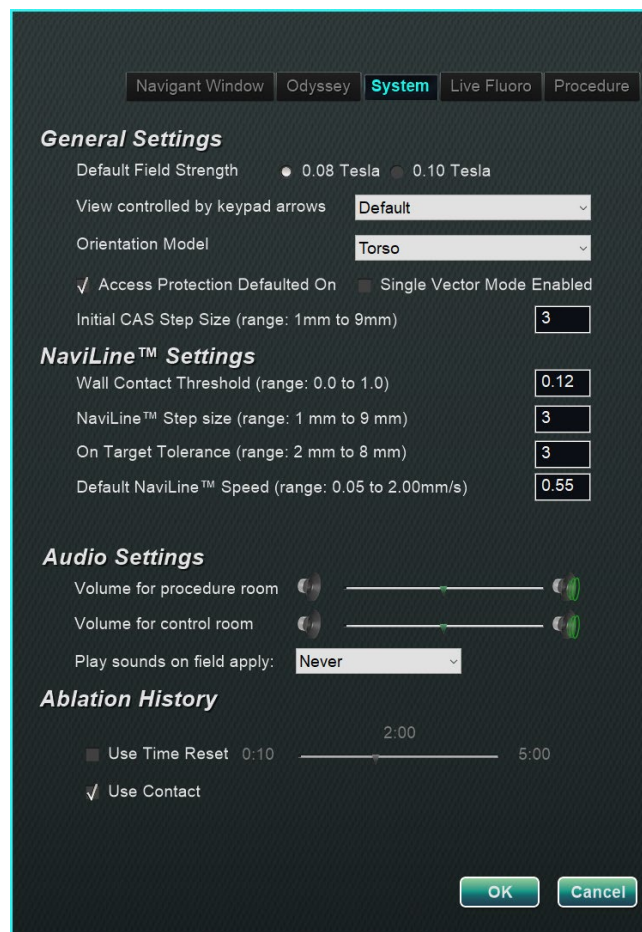 Navigant Window Odyssey System Live Fluoro Procedure
General Settings
Default Field Strength 0.08 Tesla 0.10 Tesla
View controlled by keypad arrows Default
Orientation Model Torso
Access Protection Defaulted On Single Vector Mode Enabled
Initial CAS Step Size (range: 1mm to 9mm) 3
NaviLine™ Settings
Wall Contact Threshold (range: 0.0 to 1.0) 0.12
NaviLine™ Step size (range: 1 mm to 9 mm) 3
On Target Tolerance (range: 2 mm to 8 mm) 3
Default NaviLine™ Speed (range: 0.05 to 2.00mm/s) 0.55
Audio Settings
Volume for procedure room
Volume for control room
Play sounds on field apply: Never
Ablation History
2:00
Use Time Reset 0:10 5:00
Use Contact
OK Cancel